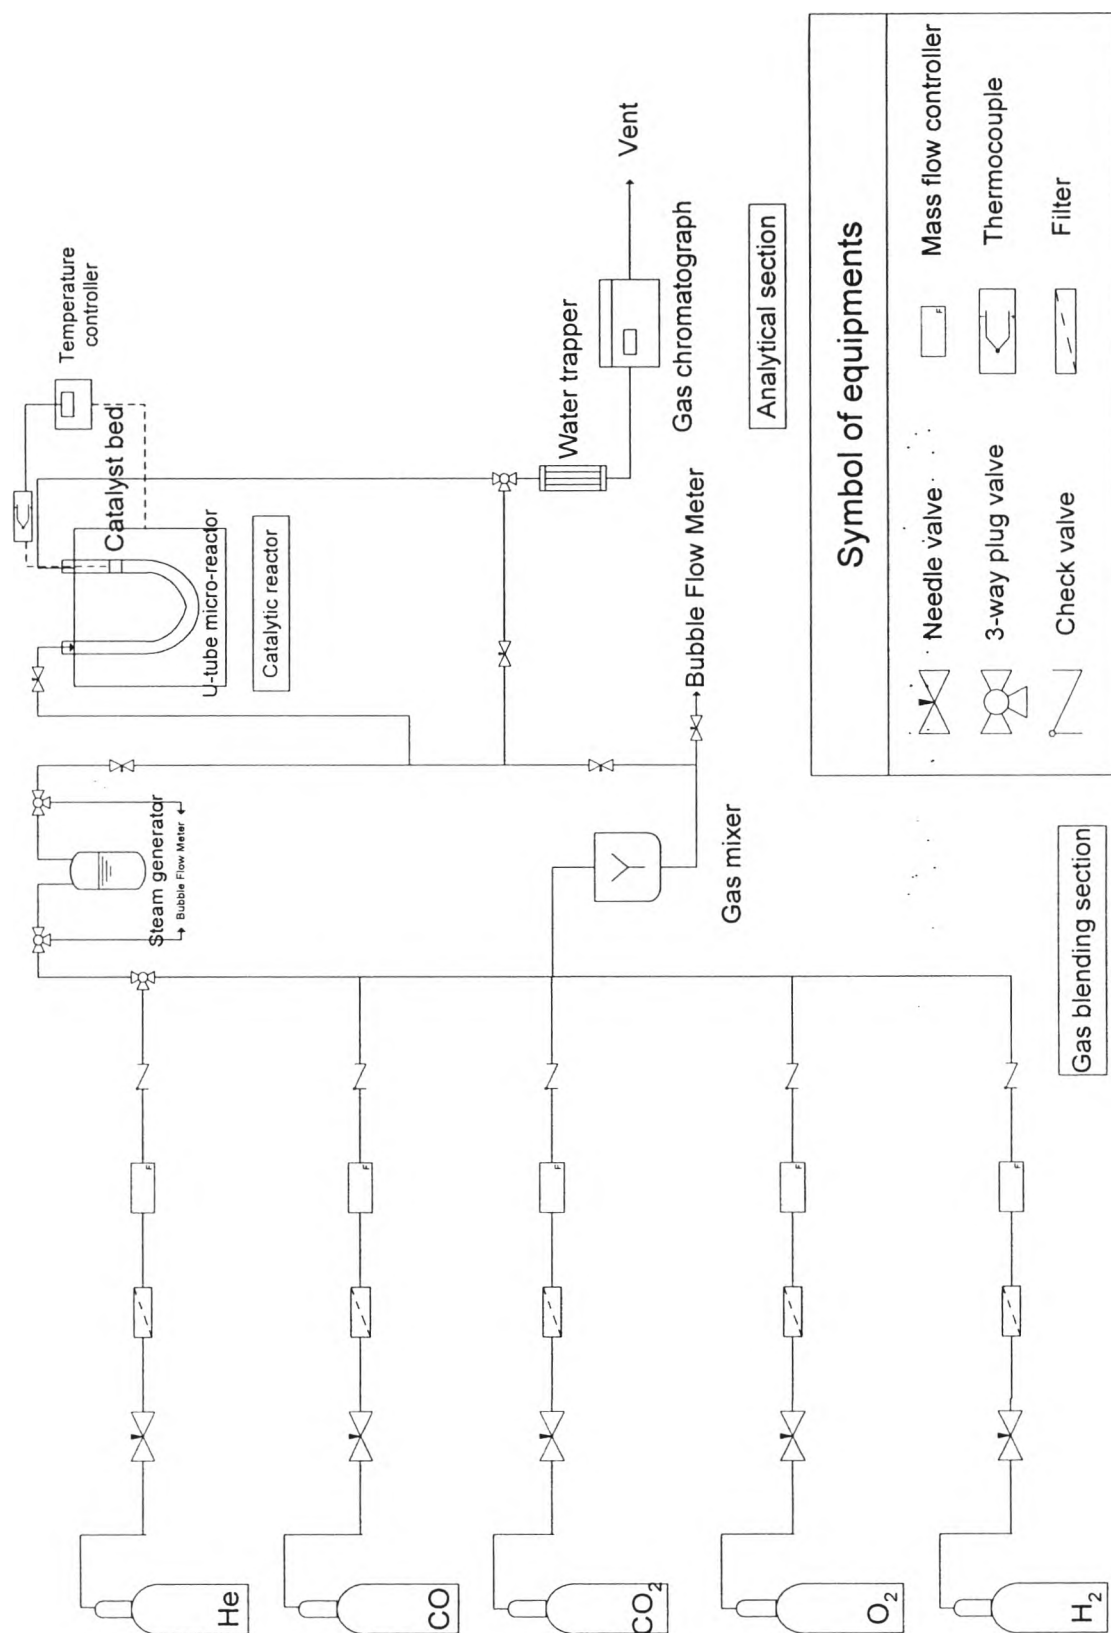 He
CO
CO2
O2
H2
Steam generator
Bubble Flow Meter
Gas mixer
Gas blending section
Temperature
controller
Catalyst bed
U-tube micro-reactor
Catalytic reactor
Bubble Flow Meter
Water trapper
Gas chromatograph
Vent
Analytical section
Symbol of equipments
Needle valve
F
Mass flow controller
3-way plug valve
Thermocouple
Check valve
Filter
F
F
F
F
F